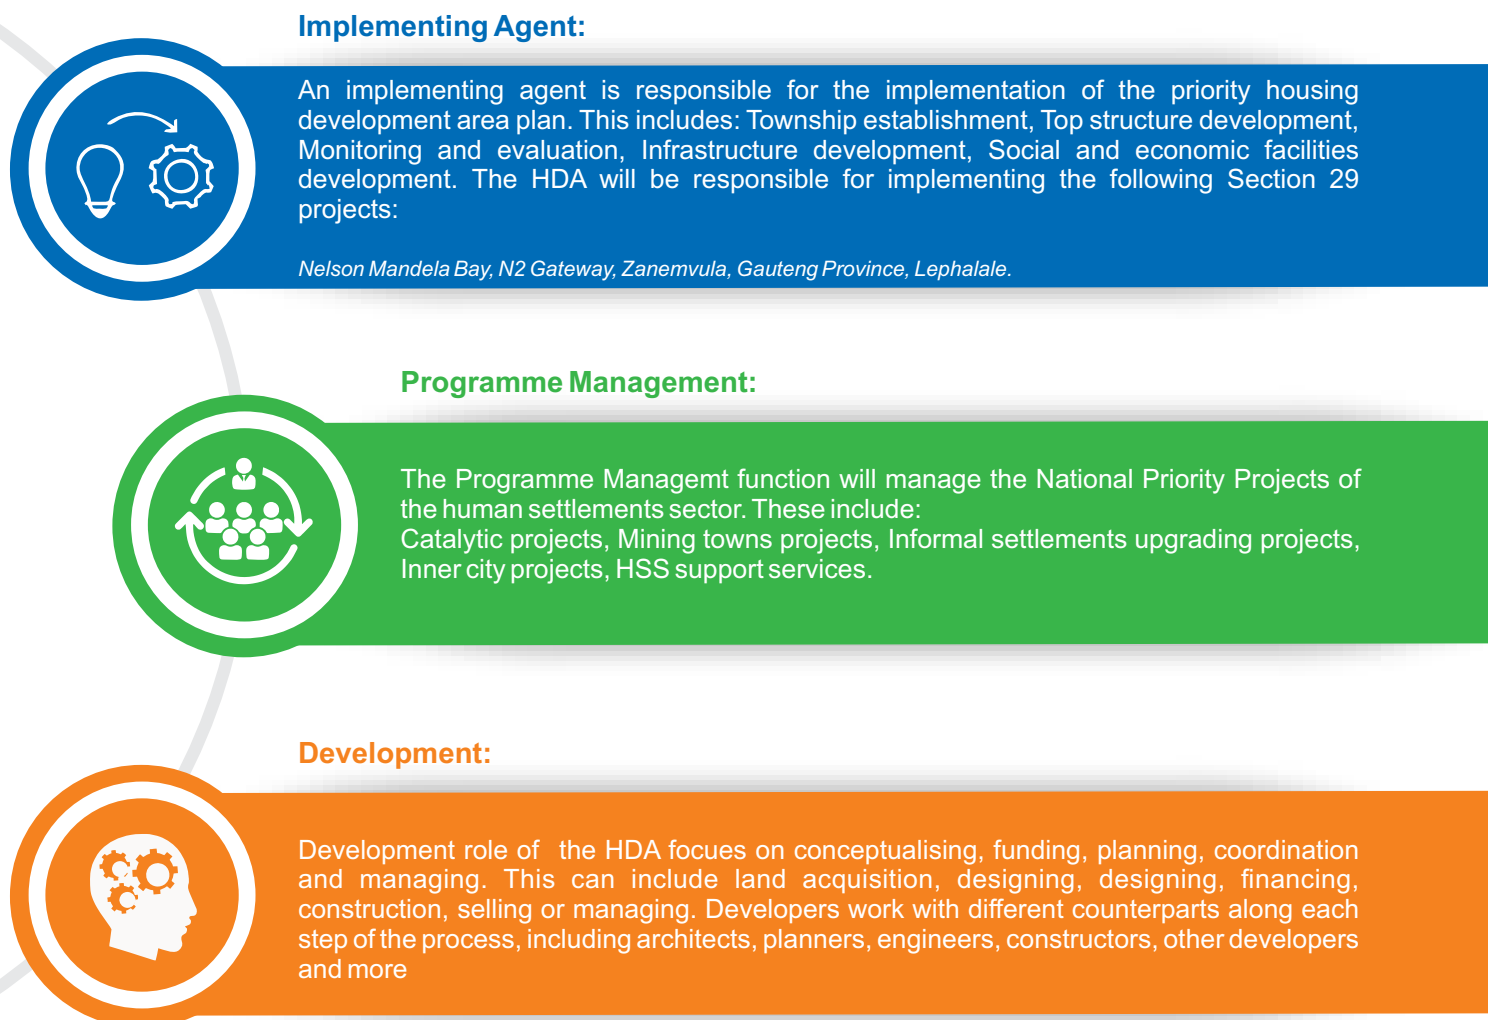 Implementing Agent:
An implementing agent is responsible for the implementation of the priority housing
development area plan. This includes: Township establishment, Top structure development,
Monitoring and evaluation, Infrastructure development, Social and economic facilities
development. The HDA will be responsible for implementing the following Section 29
projects:
Nelson Mandela Bay, N2 Gateway, Zanemvula, Gauteng Province, Lephalale.
Programme Management:
The Programme Managemt function will manage the National Priority Projects of
the human settlements sector. These include:
Catalytic projects, Mining towns projects, Informal settlements upgrading projects,
Inner city projects, HSS support services.
Development:
Development role of the HDA focues on conceptualising, funding, planning, coordination
and managing. This can include land acquisition, designing, designing, financing,
construction, selling or managing. Developers work with different counterparts along each
step of the process, including architects, planners, engineers, constructors, other developers
and more